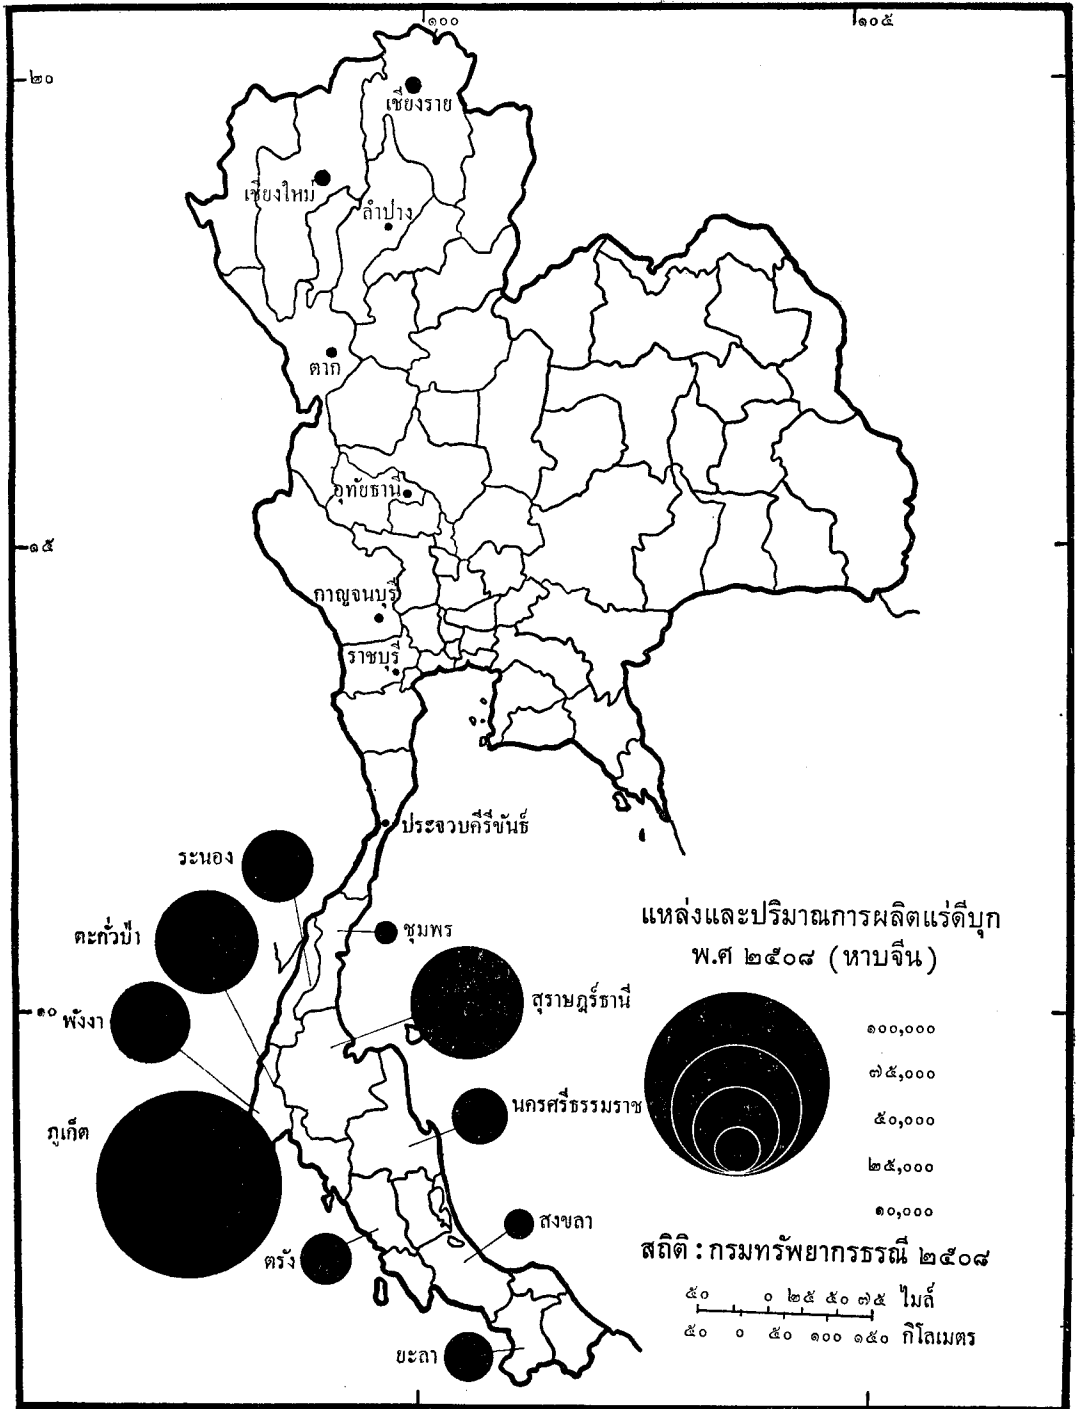 ๑๐๐
๑๐๕
๒๐
เชียงราย
เชียงใหม่
ลำปาง
ตาก
อุทัยธานี
๑๕
กาญจนบุรี
ราชบุรี
ประจวบคีรีขันธ์
ระนอง
ชุมพร
ตะกั่วป่า
สุราษฎร์ธานี
พังงา
๑๐
นครศรีธรรมราช
ภูเก็ต
สงขลา
ตรัง
ยะลา
แหล่งและปริมาณการผลิตแร่ดีบุก
พ.ศ ๒๕๐๘ (หาบจีน)
๑๐๐,๐๐๐
๗๕,๐๐๐
๕๐,๐๐๐
๒๕,๐๐๐
๑๐,๐๐๐
สถิติ : กรมทรัพยากรธรณี ๒๕๐๘
๕๐ ๐ ๒๕ ๕๐ ๗๕ ไมล์
๕๐ ๐ ๕๐ ๑๐๐ ๑๕๐ กิโลเมตร